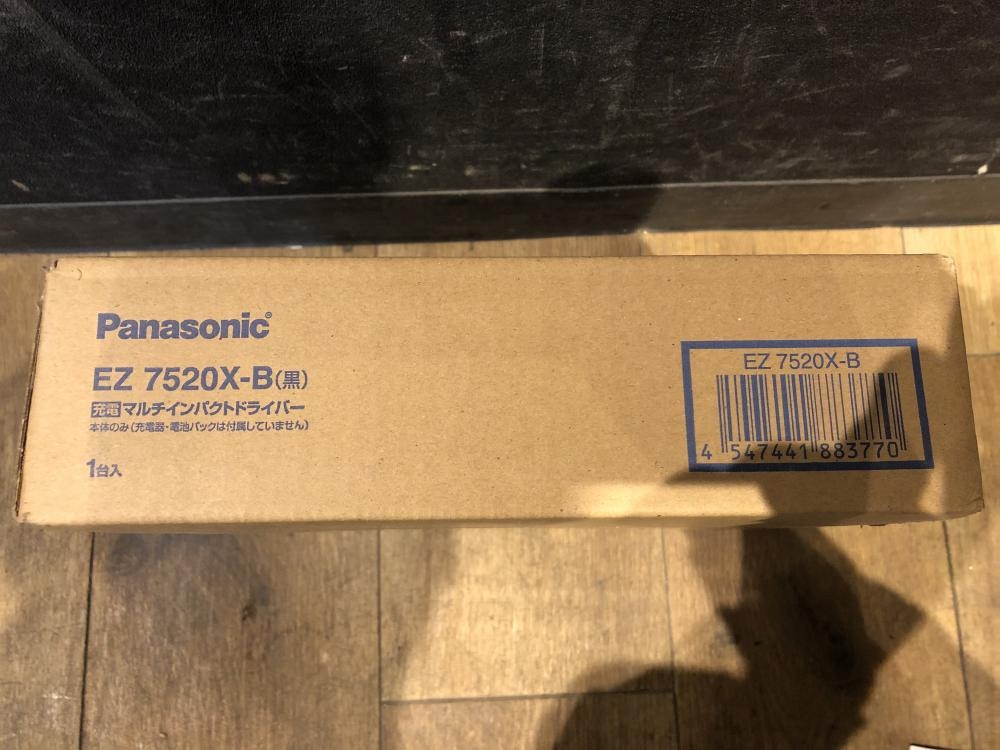 Panasonic
EZ 7520X-B(黒)
充電マルチインパクトドライバー
本体のみ(充電器・電池パックは付属していません)
1台入
EZ 7520X-B
4 547441 883770